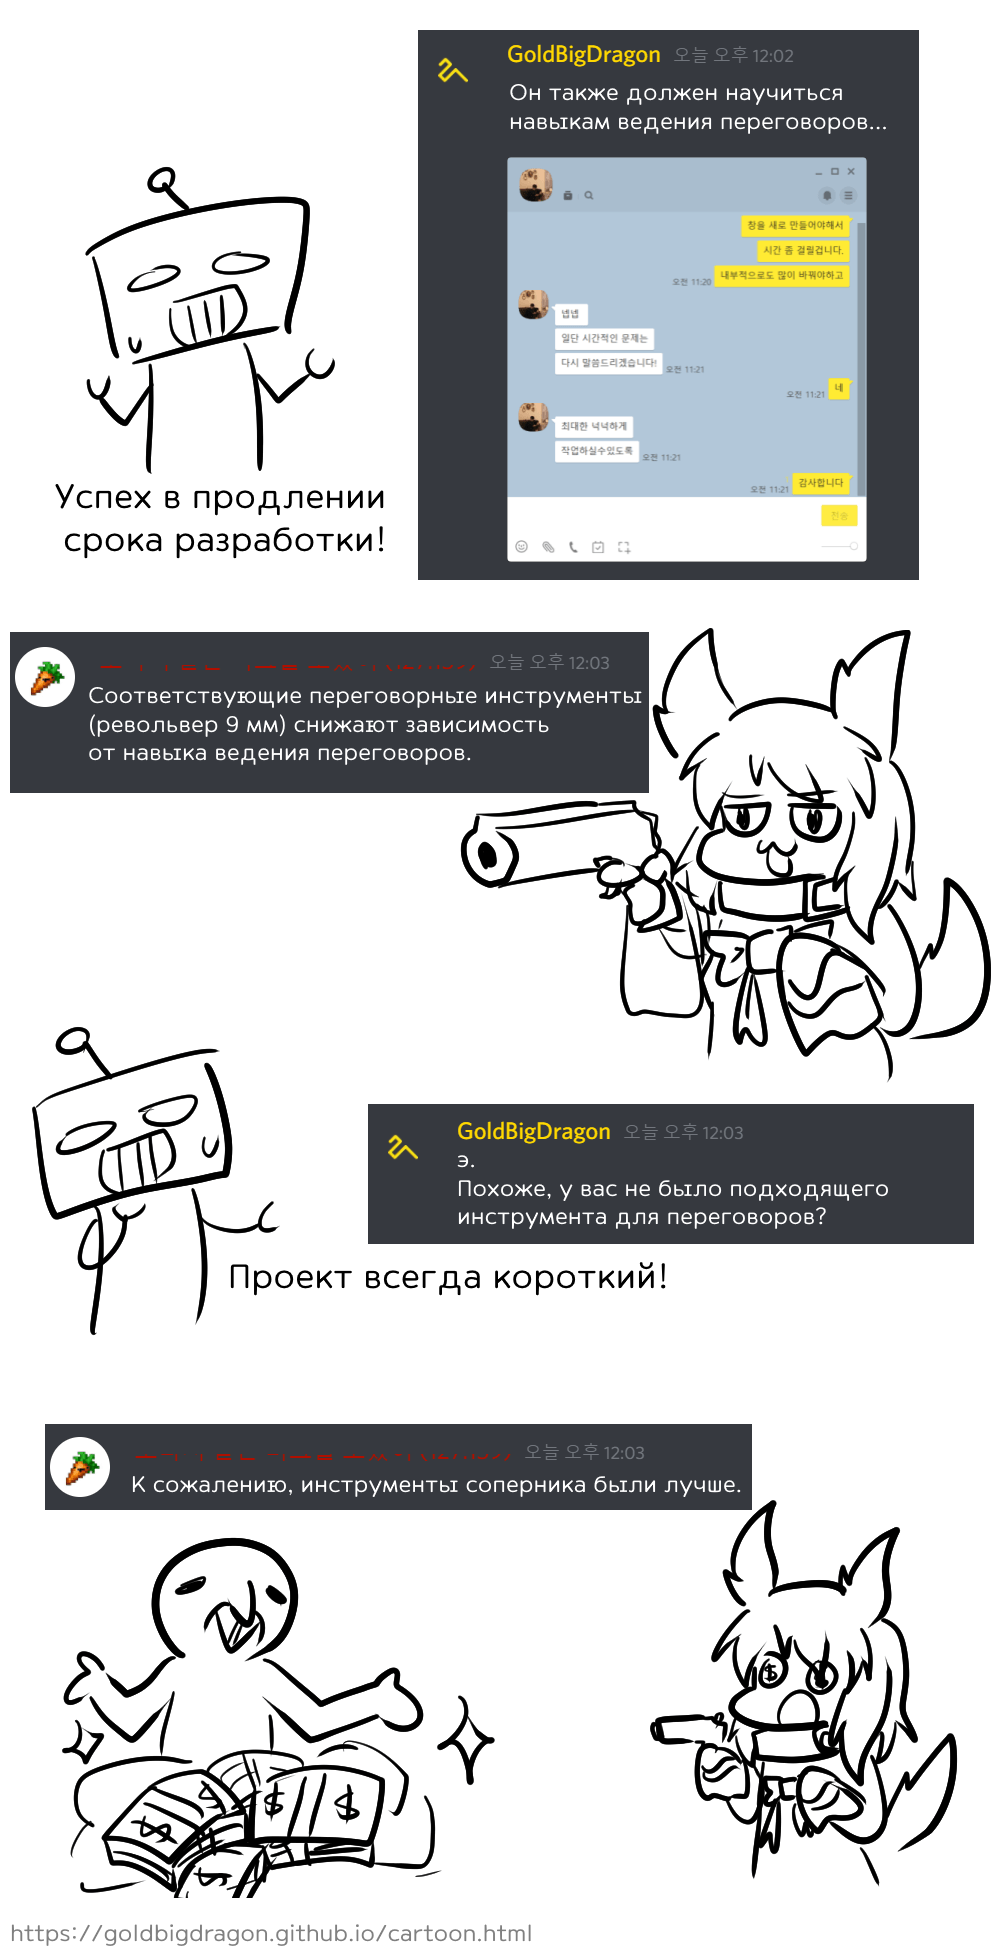 GoldBigDragon 오늘 오후 12:02
Он также должен научиться
навыкам ведения переговоров...
창을 새로 만들어야해서
시간 좀 걸릴겁니다.
오전 11:20 내부적으로도 많이 바꿔야하고
넵넵
일단 시간적인 문제는
다시 말씀드리겠습니다! 오전 11:21
오전 11:21 네
최대한 넉넉하게
작업하실수있도록 오전 11:21
오전 11:21 감사합니다
전송
Успех в продлении
срока разработки!
오늘 오후 12:03
Соответствующие переговорные инструменты
(револьвер 9 мм) снижают зависимость
от навыка ведения переговоров.
GoldBigDragon 오늘 오후 12:03
э.
Похоже, у вас не было подходящего
инструмента для переговоров?
Проект всегда короткий!
오늘 오후 12:03
К сожалению, инструменты соперника были лучше.
$ $
$ $ $
$
https://goldbigdragon.github.io/cartoon.html